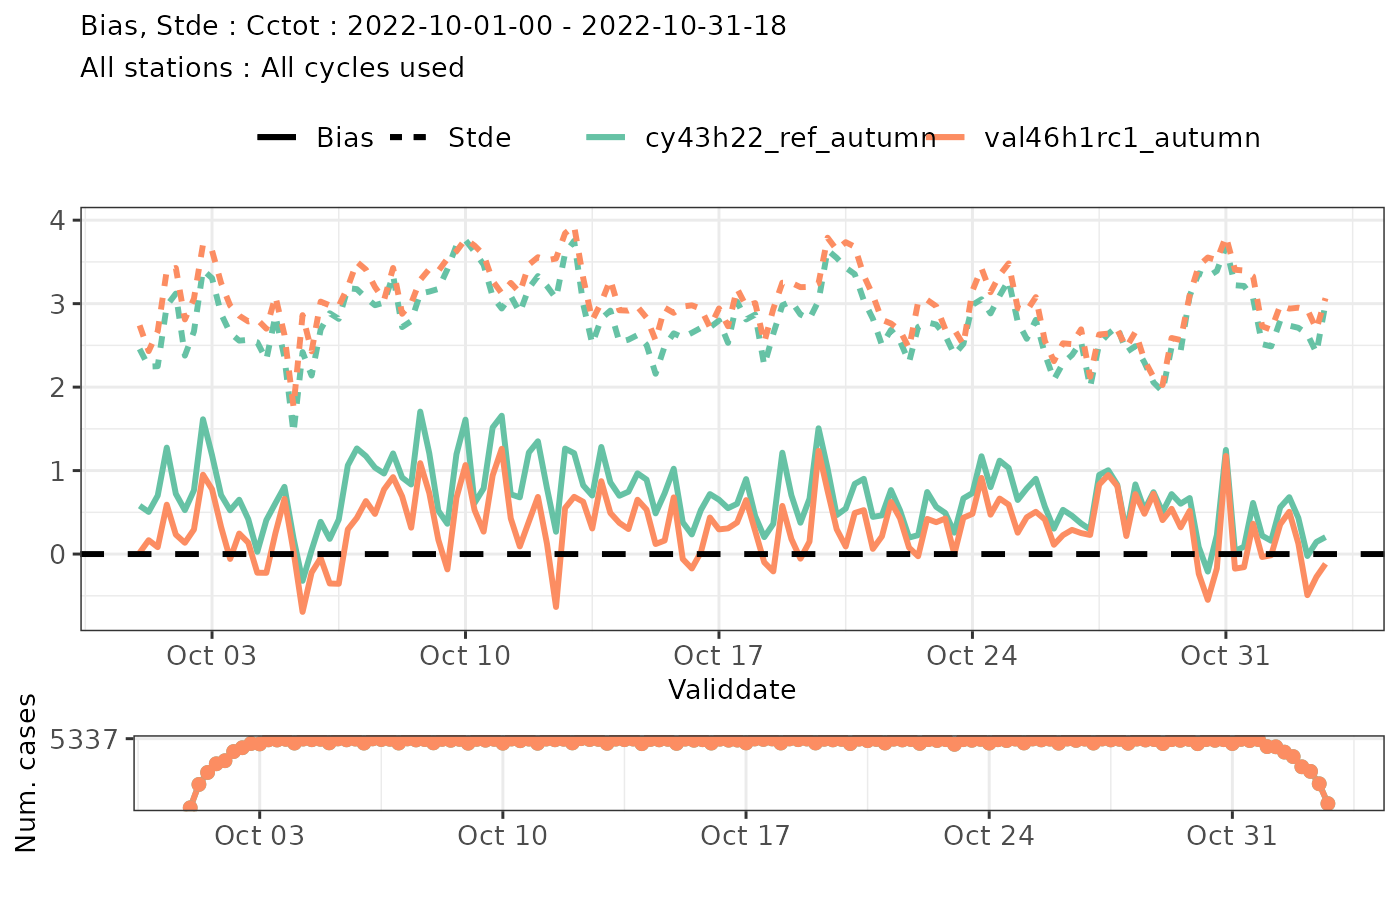 Bias, Stde : Cctot : 2022-10-01-00 - 2022-10-31-18
All stations : All cycles used
Bias Stde cy43h22_ref_autumn val46h1rc1_autumn
4
3
2
1
0
Oct 03 Oct 10 Oct 17 Oct 24 Oct 31
Validdate
Num. cases
5337
Oct 03 Oct 10 Oct 17 Oct 24 Oct 31